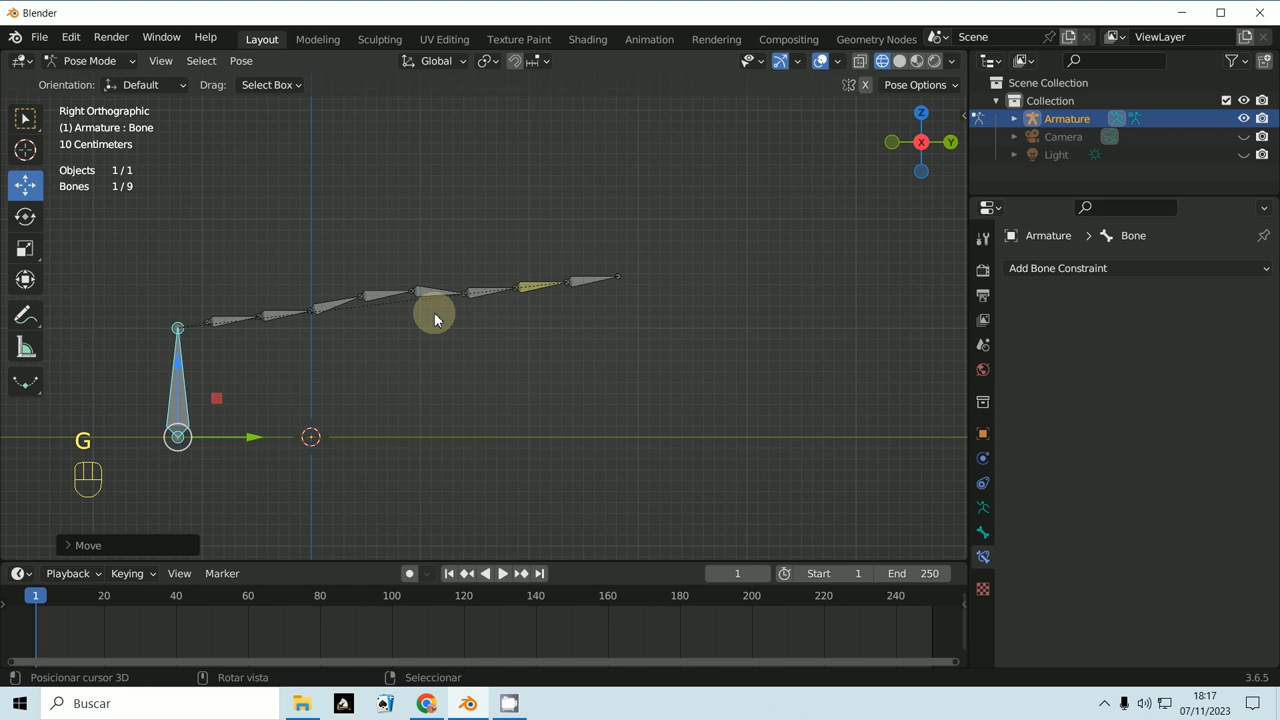 Blender
File Edit Render Window Help Layout Modeling Sculpting UV Editing Texture Paint Shading Animation Rendering Compositing Geometry Nodes Scene ViewLayer
Pose Mode View Select Pose Global
Orientation: Default Drag: Select Box X Pose Options
Right Orthographic
(1) Armature : Bone
10 Centimeters
Objects 1 / 1
Bones 1 / 9
Z
X
Y
G
Move
Scene Collection
Collection
Armature
Camera
Light
Armature > Bone
Add Bone Constraint
Playback Keying View Marker 1 Start 1 End 250
1 20 40 60 80 100 120 140 160 180 200 220 240
Posicionar cursor 3D Rotar vista Seleccionar 3.6.5
Buscar
18:17
07/11/2023